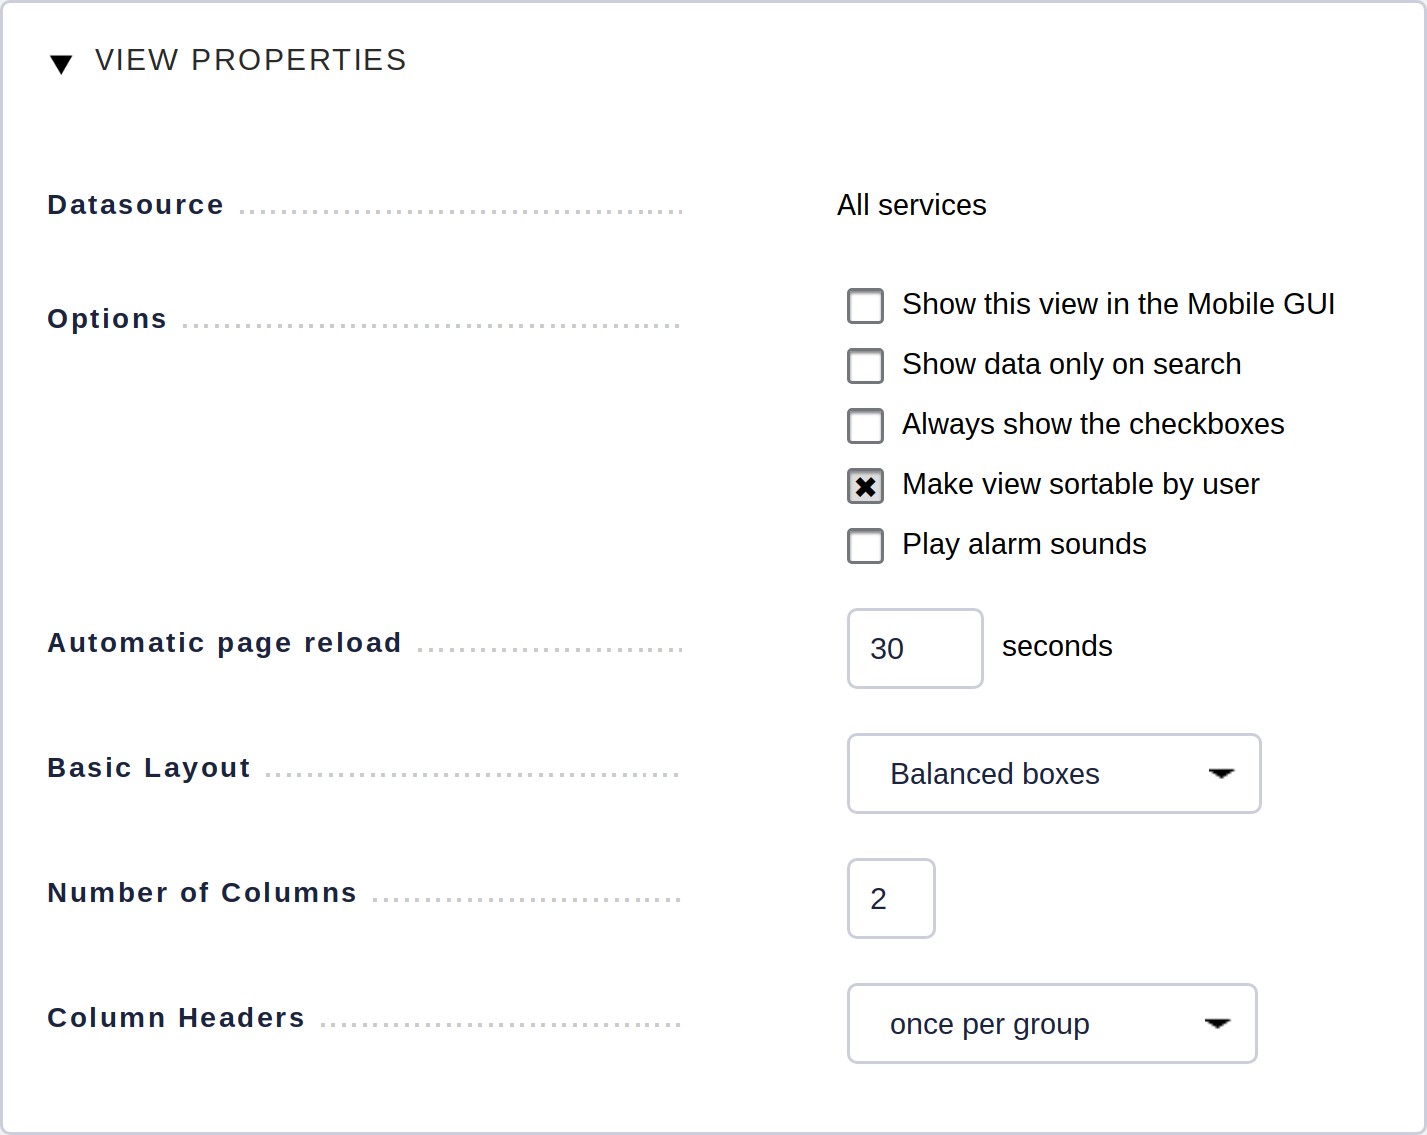 VIEW PROPERTIES
Datasource All services
Options
Show this view in the Mobile GUI
Show data only on search
Always show the checkboxes
Make view sortable by user
Play alarm sounds
Automatic page reload 30 seconds
Basic Layout Balanced boxes
Number of Columns 2
Column Headers once per group